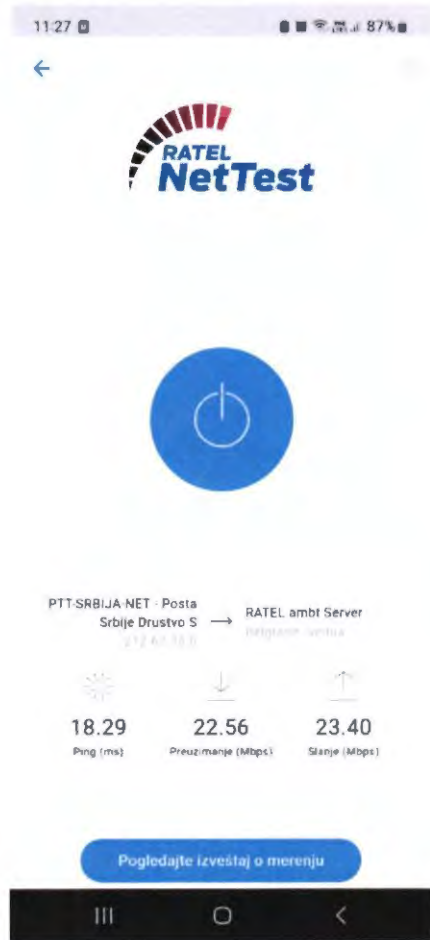 11:27
87%
RATEL
NetTest
PTT-SRBIJA-NET - Posta
Srbije Drustvo S
→
RATEL ambt Server
18.29
22.56
23.40
Ping (ms)
Preuzimanje (Mbps)
Slanje (Mbps)
Pogledajte izveštaj o merenju